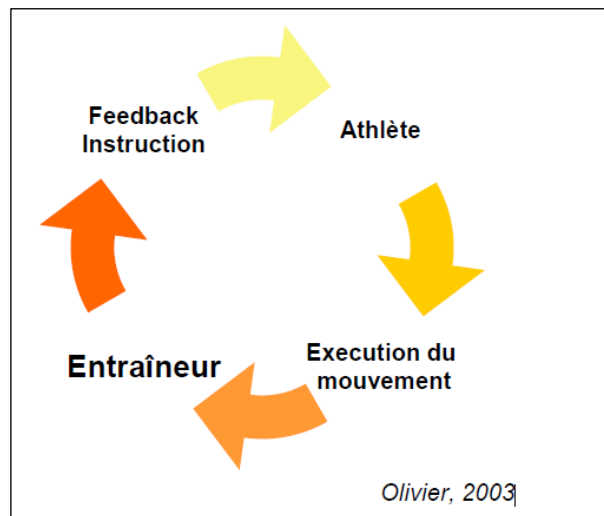 Feedback
Instruction
Athlète
Execution du
mouvement
Entraîneur
Olivier, 2003